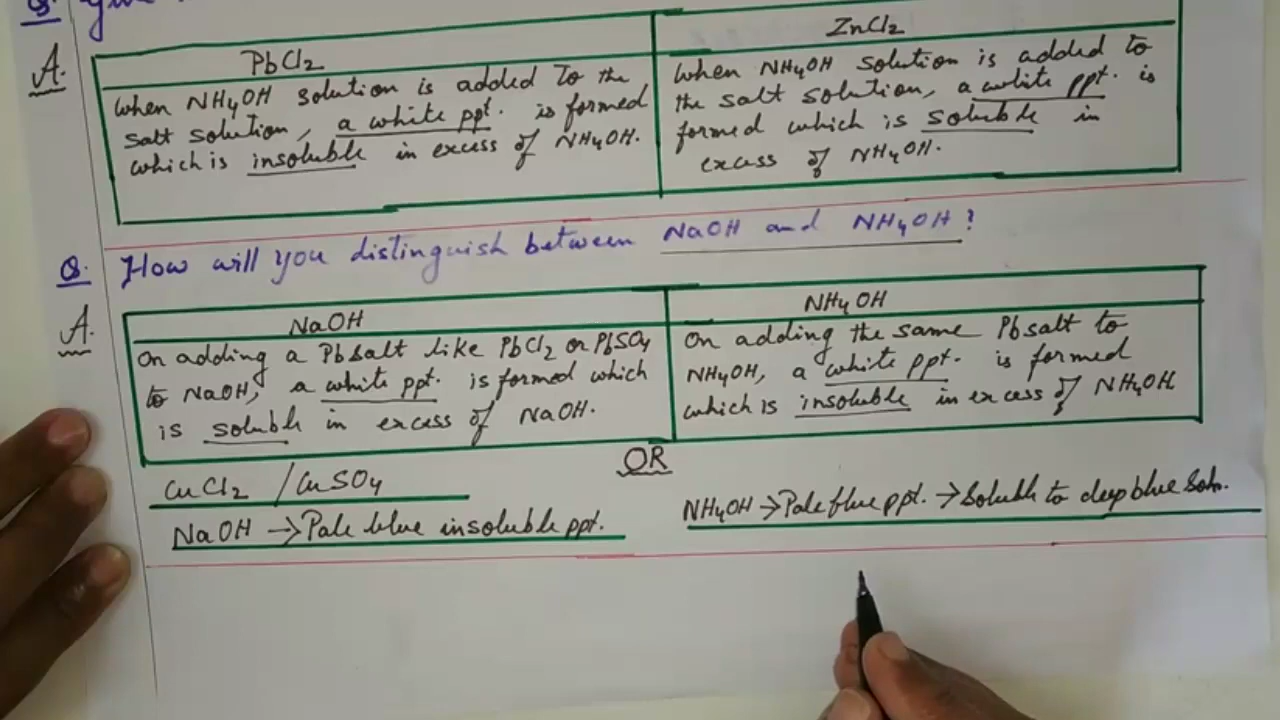 Q. Give
A.
PbCl₂
When NH₄OH solution is added to the
salt solution, a white ppt. is formed
which is insoluble in excess of NH₄OH.
ZnCl₂
When NH₄OH solution is added to
the salt solution, a white ppt. is
formed which is soluble in
excess of NH₄OH.
Q. How will you distinguish between NaOH and NH₄OH?
A.
NaOH
On adding a Pb salt like PbCl₂ or PbSO₄
to NaOH, a white ppt. is formed which
is soluble in excess of NaOH.
NH₄OH
On adding the same Pb salt to
NH₄OH, a white ppt. is formed
which is insoluble in excess of NH₄OH
OR
CuCl₂ / CuSO₄
NaOH → Pale blue insoluble ppt.
NH₄OH → Pale blue ppt. → Soluble to deep blue Soln.